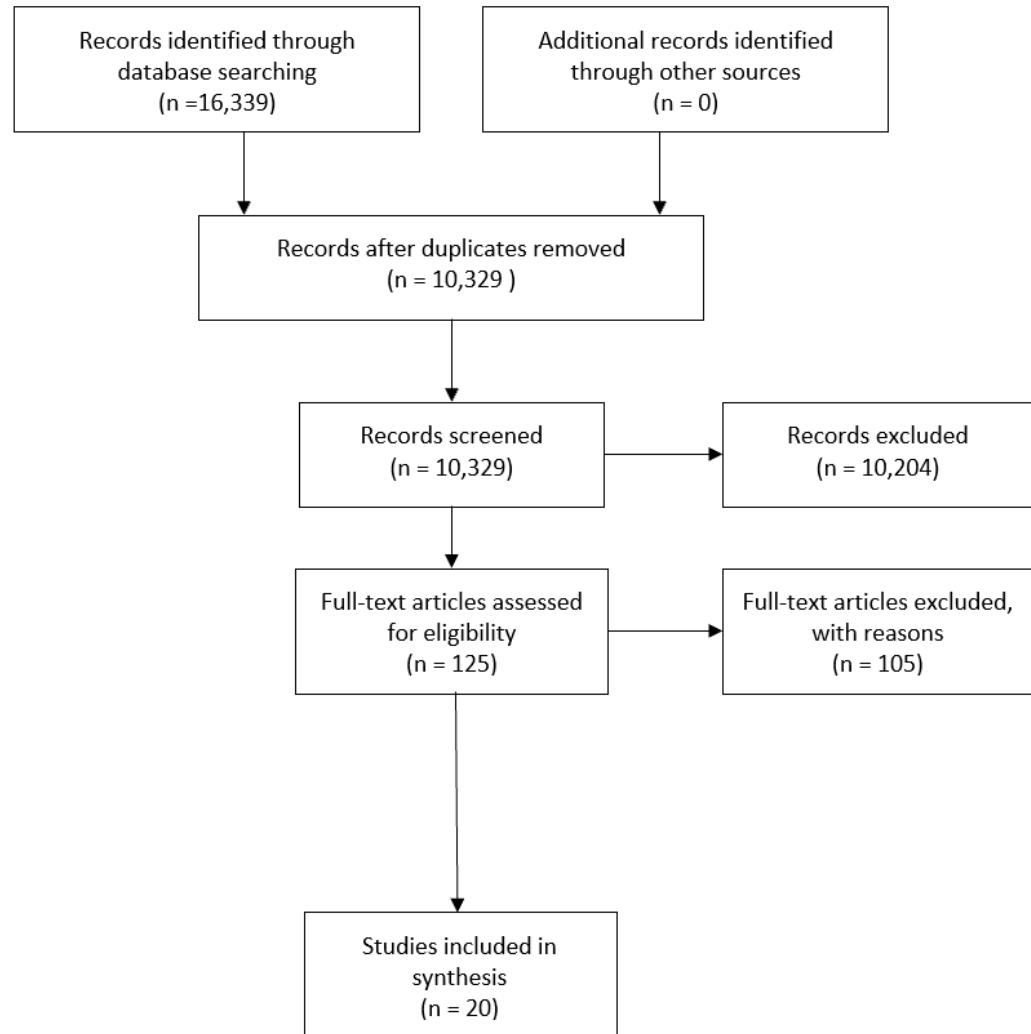 Records identified through
database searching
(n =16,339)
Additional records identified
through other sources
(n = 0)
Records after duplicates removed
(n = 10,329 )
Records screened
(n = 10,329)
Records excluded
(n = 10,204)
Full-text articles assessed
for eligibility
(n = 125)
Full-text articles excluded,
with reasons
(n = 105)
Studies included in
synthesis
(n = 20)